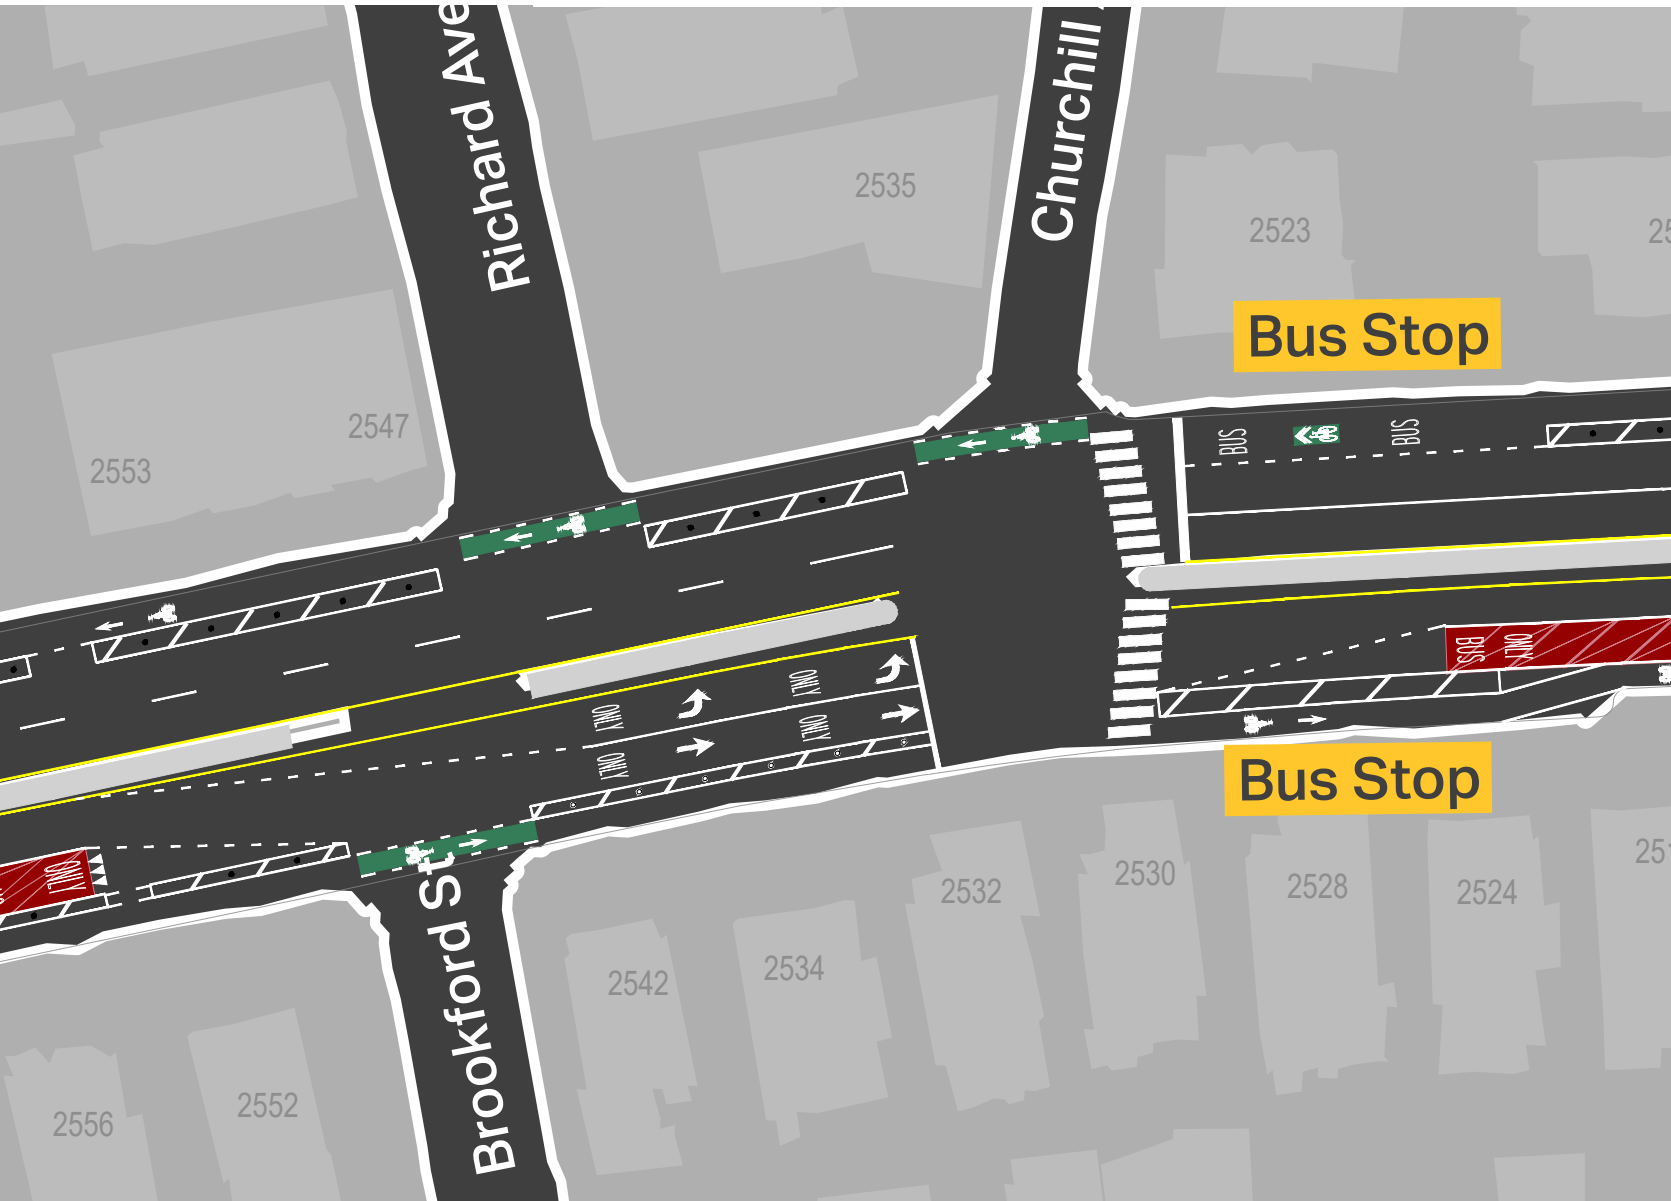 Richard Ave
Churchill
2535
2523
Bus Stop
2547
2553
BUS
BUS
ONLY
ONLY
ONLY
ONLY
BUS
ONLY
ONLY
Bus Stop
Brookford St
2532
2530
2528
2524
2542
2534
2556
2552